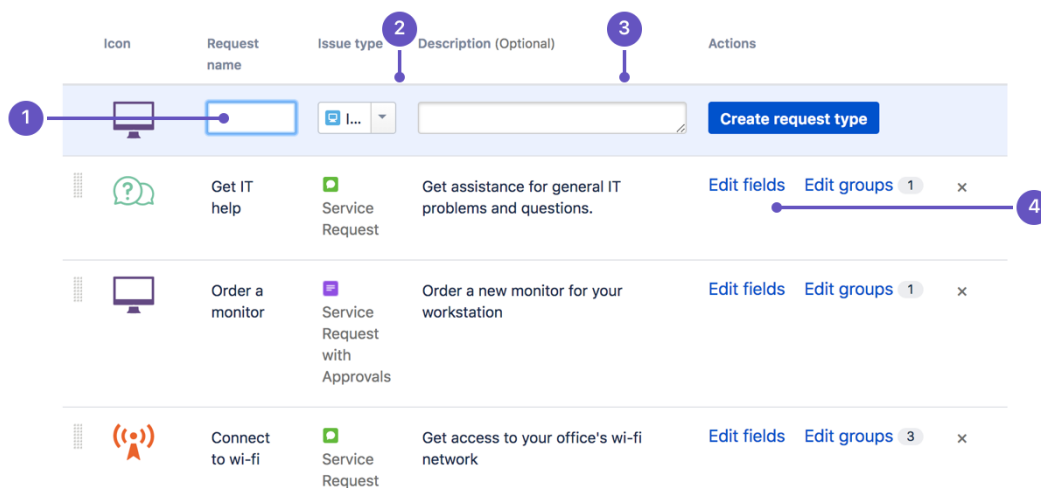 2
3
Icon
Request name
Issue type
Description (Optional)
Actions
1
I...
Create request type
Get IT
help
Service
Request
Get assistance for general IT
problems and questions.
Edit fields
Edit groups 1
×
4
Order a
monitor
Service
Request
with
Approvals
Order a new monitor for your
workstation
Edit fields
Edit groups 1
×
Connect
to wi-fi
Service
Request
Get access to your office's wi-fi
network
Edit fields
Edit groups 3
×